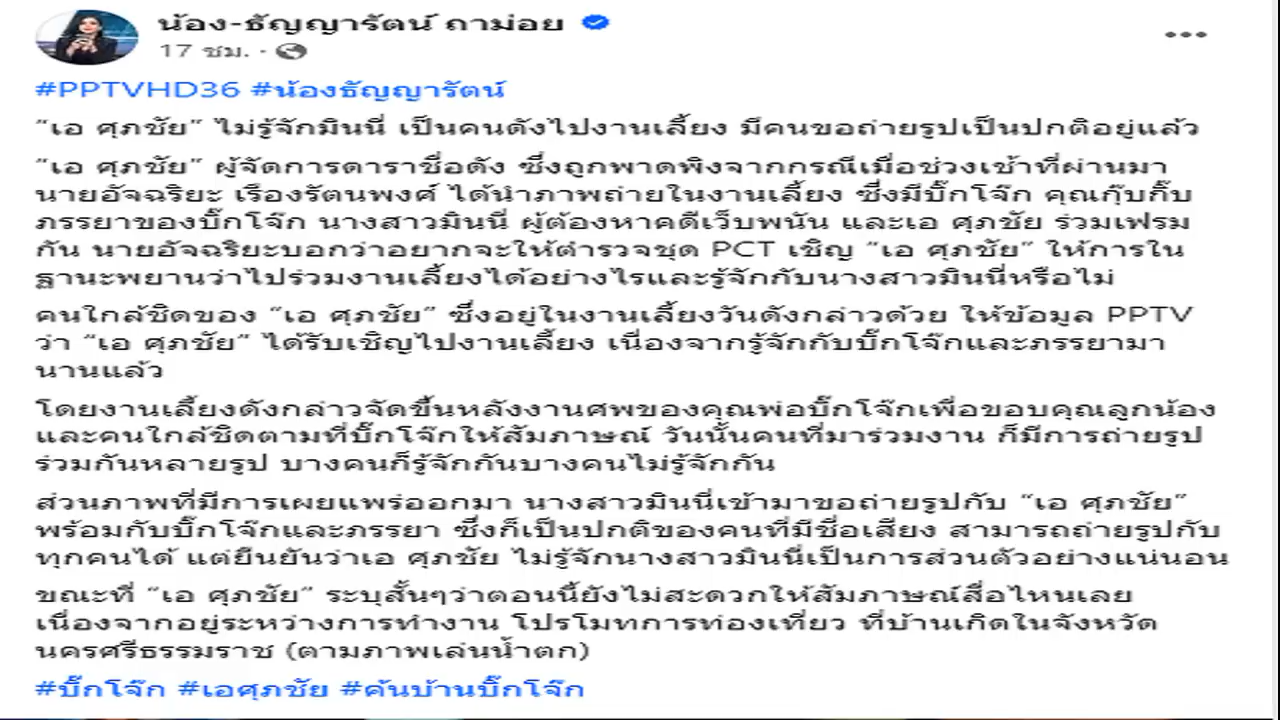 น้อง-ธัญญารัตน์ ถาม่อย
17 ชม. ·
#PPTVHD36 #น้องธัญญารัตน์
“เอ ศุภชัย” ไม่รู้จักมินนี่ เป็นคนดังไปงานเลี้ยง มีคนขอถ่ายรูปเป็นปกติอยู่แล้ว
“เอ ศุภชัย” ผู้จัดการดาราชื่อดัง ซึ่งถูกพาดพิงจากกรณีเมื่อช่วงเช้าที่ผ่านมา
นายอัจฉริยะ เรืองรัตนพงศ์ ได้นำภาพถ่ายในงานเลี้ยง ซึ่งมีบิ๊กโจ๊ก คุณกุ๊บกิ๊บ
ภรรยาของบิ๊กโจ๊ก นางสาวมินนี่ ผู้ต้องหาคดีเว็บพนัน และเอ ศุภชัย ร่วมเฟรม
กัน นายอัจฉริยะบอกว่าอยากจะให้ตำรวจชุด PCT เชิญ “เอ ศุภชัย” ให้การใน
ฐานะพยานว่าไปร่วมงานเลี้ยงได้อย่างไรและรู้จักกับนางสาวมินนี่หรือไม่
คนใกล้ชิดของ “เอ ศุภชัย” ซึ่งอยู่ในงานเลี้ยงวันดังกล่าวด้วย ให้ข้อมูล PPTV
ว่า “เอ ศุภชัย” ได้รับเชิญไปงานเลี้ยง เนื่องจากรู้จักกับบิ๊กโจ๊กและภรรยามา
นานแล้ว
โดยงานเลี้ยงดังกล่าวจัดขึ้นหลังงานศพของคุณพ่อบิ๊กโจ๊กเพื่อขอบคุณลูกน้อง
และคนใกล้ชิดตามที่บิ๊กโจ๊กให้สัมภาษณ์ วันนั้นคนที่มาร่วมงาน ก็มีการถ่ายรูป
ร่วมกันหลายรูป บางคนก็รู้จักกันบางคนไม่รู้จักกัน
ส่วนภาพที่มีการเผยแพร่ออกมา นางสาวมินนี่เข้ามาขอถ่ายรูปกับ “เอ ศุภชัย”
พร้อมกับบิ๊กโจ๊กและภรรยา ซึ่งก็เป็นปกติของคนที่มีชื่อเสียง สามารถถ่ายรูปกับ
ทุกคนได้ แต่ยืนยันว่าเอ ศุภชัย ไม่รู้จักนางสาวมินนี่เป็นการส่วนตัวอย่างแน่นอน
ขณะที่ “เอ ศุภชัย” ระบุสั้นๆว่าตอนนี้ยังไม่สะดวกให้สัมภาษณ์สื่อไหนเลย
เนื่องจากอยู่ระหว่างการทำงาน โปรโมทการท่องเที่ยว ที่บ้านเกิดในจังหวัด
นครศรีธรรมราช (ตามภาพเล่นน้ำตก)
#บิ๊กโจ๊ก #เอศุภชัย #ค้นบ้านบิ๊กโจ๊ก